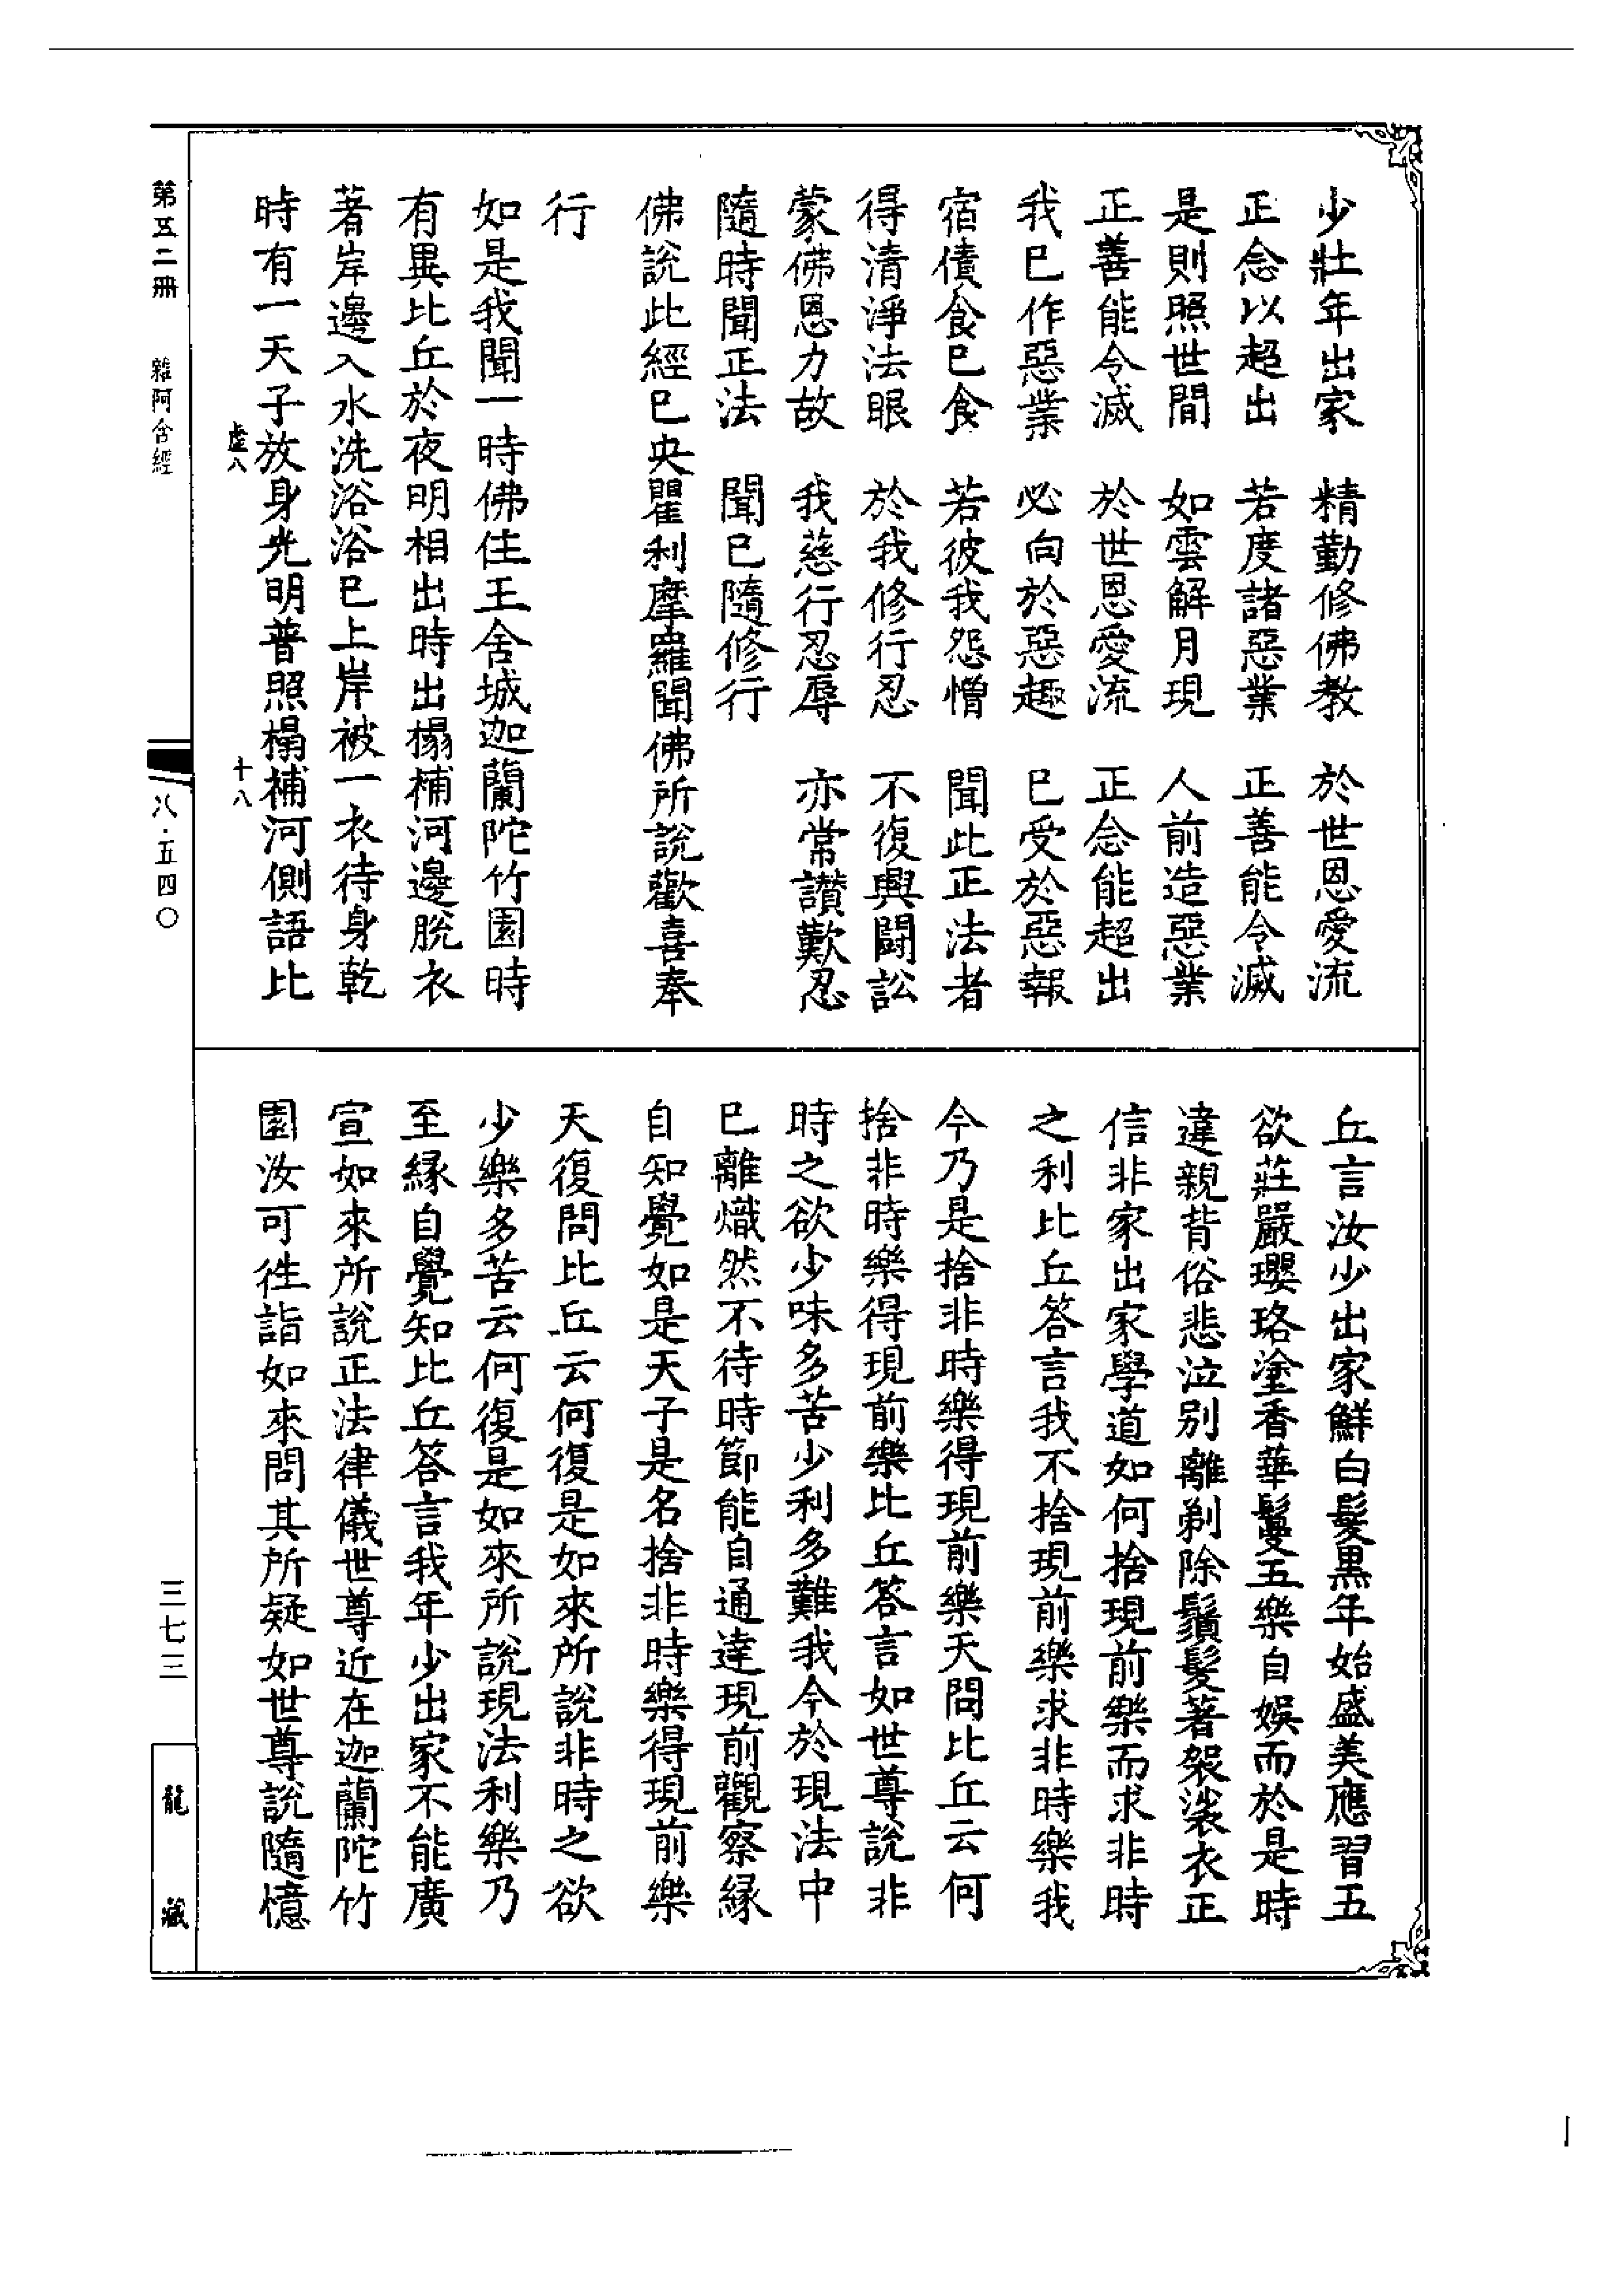 少壯年出家　精勤修佛教　於世恩愛流
正念以超出　若度諸惡業　正善能令滅
是則照世間　如雲解月現　人前造惡業
正善能令滅　於世恩愛流　正念能超出
我已作惡業　必向於惡趣　已受於惡報
宿債食已食　若彼我怨憎　聞此正法者
得清淨法眼　於我修行忍　不復興鬪訟
蒙佛恩力故　我慈行忍辱　亦常讚歎忍
隨時聞正法　聞已隨修行
佛說此經已央瞿利摩羅聞佛所說歡喜奉
行
如是我聞一時佛住王舍城迦蘭陀竹園時
有異比丘於夜明相出時出榻補河邊脫衣
著岸邊入水洗浴浴已上岸被一衣待身乾
時有一天子放身光明普照榻補河側語比
虛八
十八
丘言汝少出家鮮白髮黑年始盛美應習五
欲莊嚴瓔珞塗香華鬘五樂自娛而於是時
違親背俗悲泣別離剃除鬚髮著袈裟衣正
信非家出家學道如何捨現前樂而求非時
之利比丘答言我不捨現前樂求非時樂我
今乃是捨非時樂得現前樂天問比丘云何
捨非時樂得現前樂比丘答言如世尊說非
時之欲少味多苦少利多難我今於現法中
已離熾然不待時節能自通達現前觀察緣
自知覺如是天子是名捨非時樂得現前樂
天復問比丘云何復是如來所說非時之欲
少樂多苦云何復是如來所說現法利樂乃
至緣自覺知比丘答言我年少出家不能廣
宣如來所說正法律儀世尊近在迦蘭陀竹
園汝可往詣如來問其所疑如世尊說隨憶
第五二冊　雜阿含經
八·五四〇
三七三
龍藏